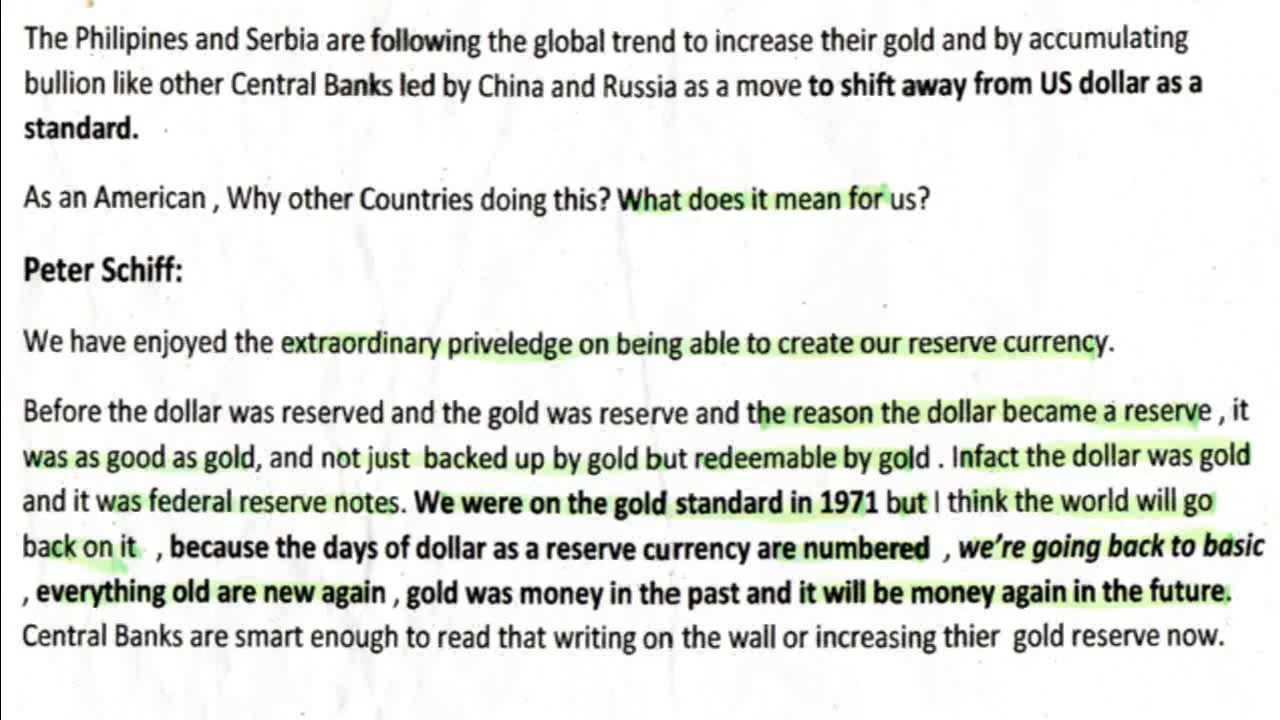 The Philipines and Serbia are following the global trend to increase their gold and by accumulating
bullion like other Central Banks led by China and Russia as a move to shift away from US dollar as a
standard.
As an American , Why other Countries doing this? What does it mean for us?
Peter Schiff:
We have enjoyed the extraordinary priveledge on being able to create our reserve currency.
Before the dollar was reserved and the gold was reserve and the reason the dollar became a reserve , it
was as good as gold, and not just backed up by gold but redeemable by gold . Infact the dollar was gold
and it was federal reserve notes. We were on the gold standard in 1971 but I think the world will go
back on it , because the days of dollar as a reserve currency are numbered , we're going back to basic
, everything old are new again , gold was money in the past and it will be money again in the future.
Central Banks are smart enough to read that writing on the wall or increasing thier gold reserve now.